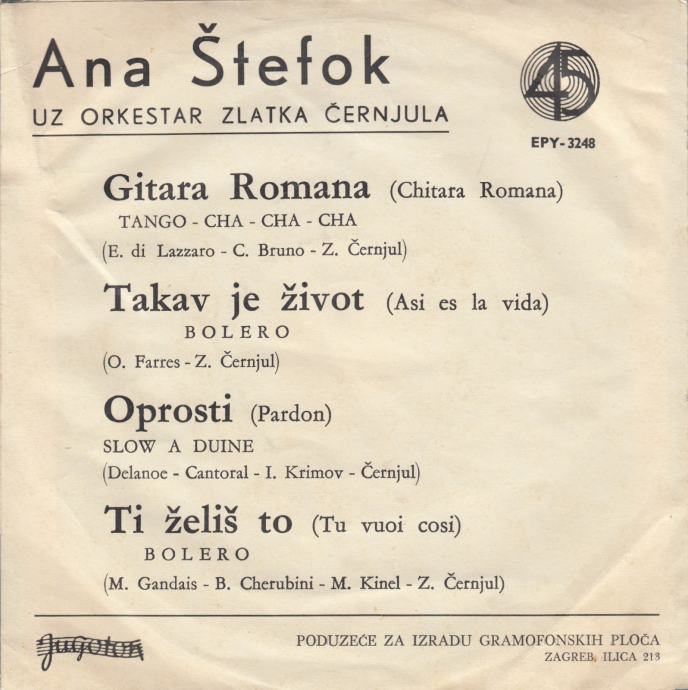 Ana Štefok
UZ ORKESTAR ZLATKA ČERNJULA
45
EPY-3248
Gitara Romana (Chitara Romana)
TANGO - CHA - CHA - CHA
(E. di Lazzaro - C. Bruno - Z. Černjul)
Takav je život (Asi es la vida)
BOLERO
(O. Farres - Z. Černjul)
Oprosti (Pardon)
SLOW A DUINE
(Delanoe - Cantoral - I. Krimov - Černjul)
Ti želiš to (Tu vuoi cosi)
BOLERO
(M. Gandais - B. Cherubini - M. Kinel - Z. Černjul)
Jugoton
PODUZEĆE ZA IZRADU GRAMOFONSKIH PLOČA
ZAGREB, ILICA 213